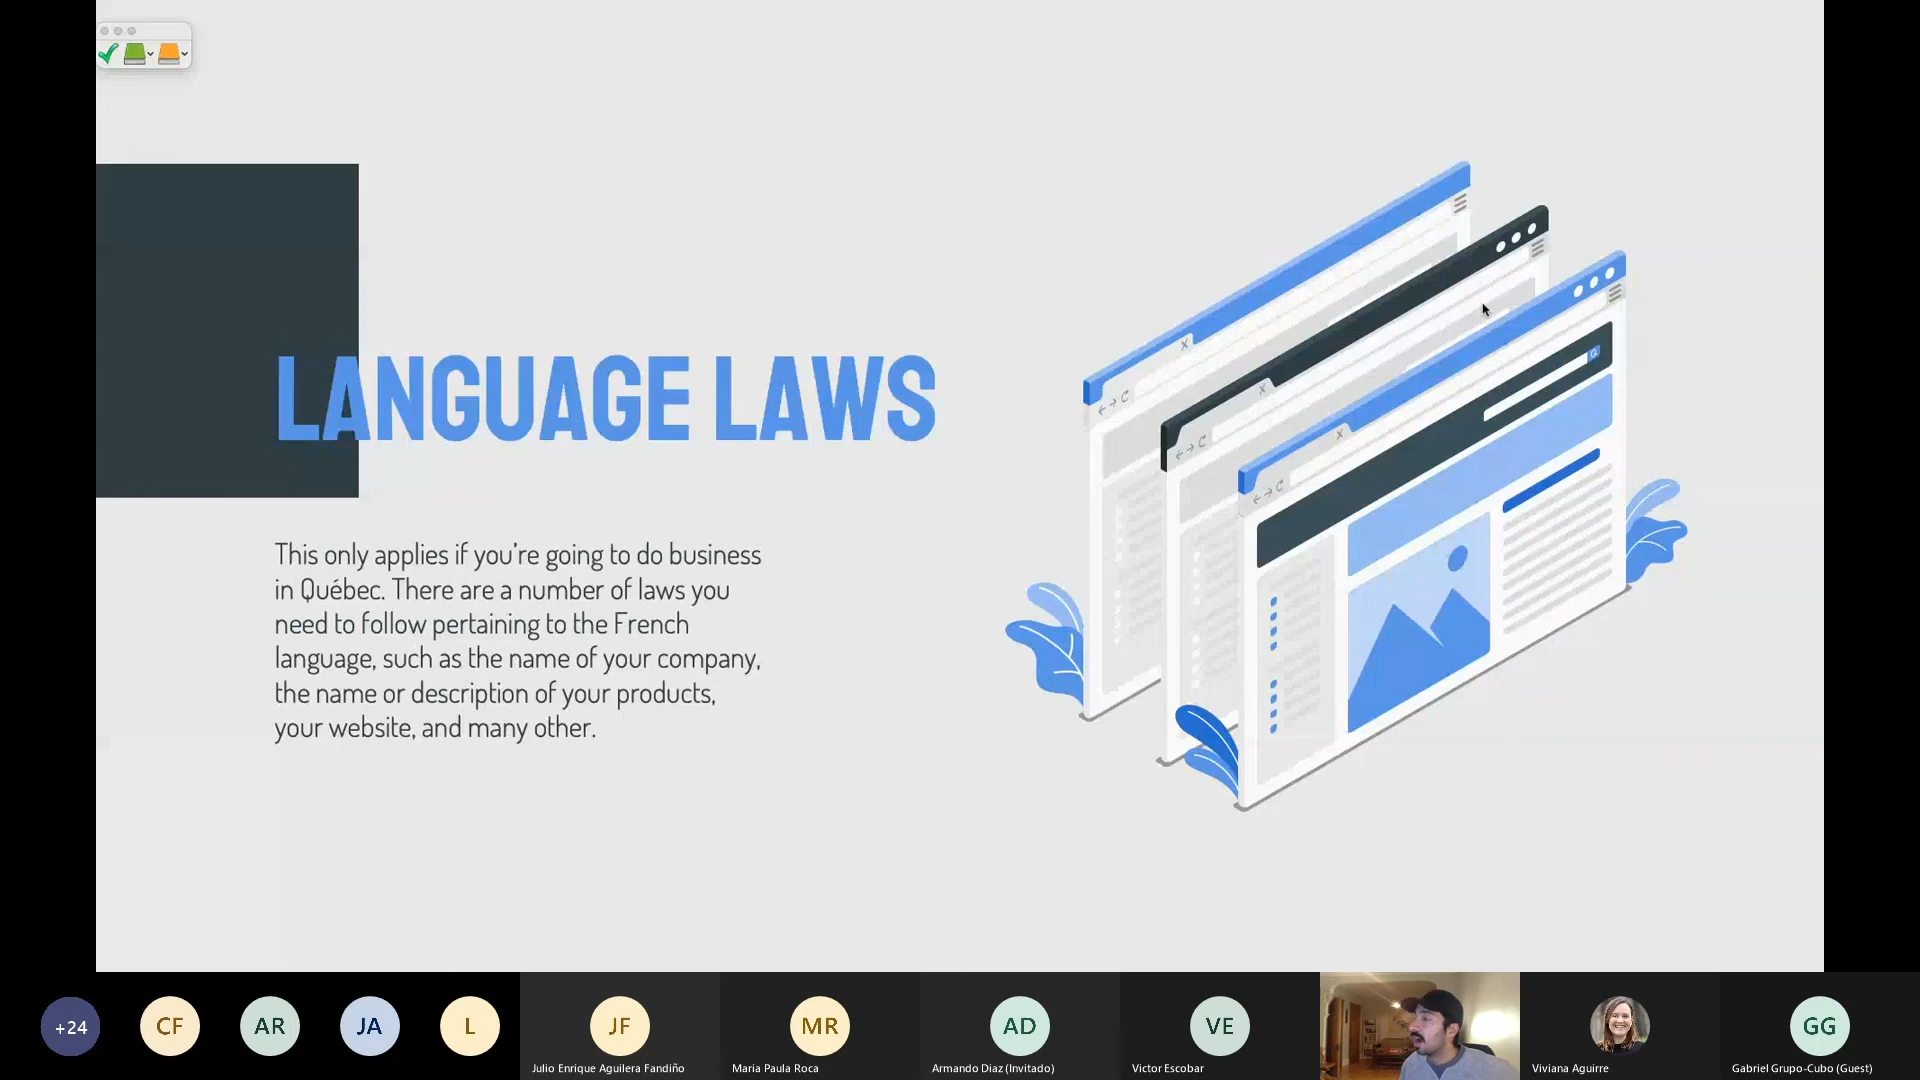 LANGUAGE LAWS
This only applies if you're going to do business
in Québec. There are a number of laws you
need to follow pertaining to the French
language, such as the name of your company,
the name or description of your products,
your website, and many other.
+24
CF
AR
JA
L
JF
MR
AD
VE
GG
Julio Enrique Aguilera Fandiño
Maria Paula Roca
Armando Diaz (Invitado)
Victor Escobar
Viviana Aguirre
Gabriel Grupo-Cubo (Guest)